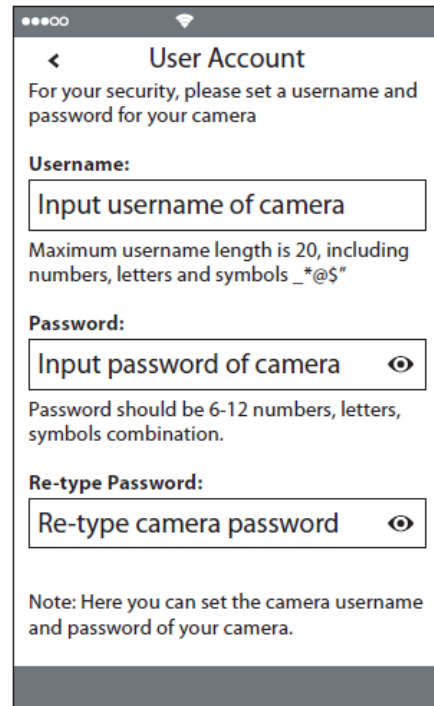 User Account
For your security, please set a username and
password for your camera
Username:
Input username of camera
Maximum username length is 20, including
numbers, letters and symbols _*@$”
Password:
Input password of camera
Password should be 6-12 numbers, letters,
symbols combination.
Re-type Password:
Re-type camera password
Note: Here you can set the camera username
and password of your camera.